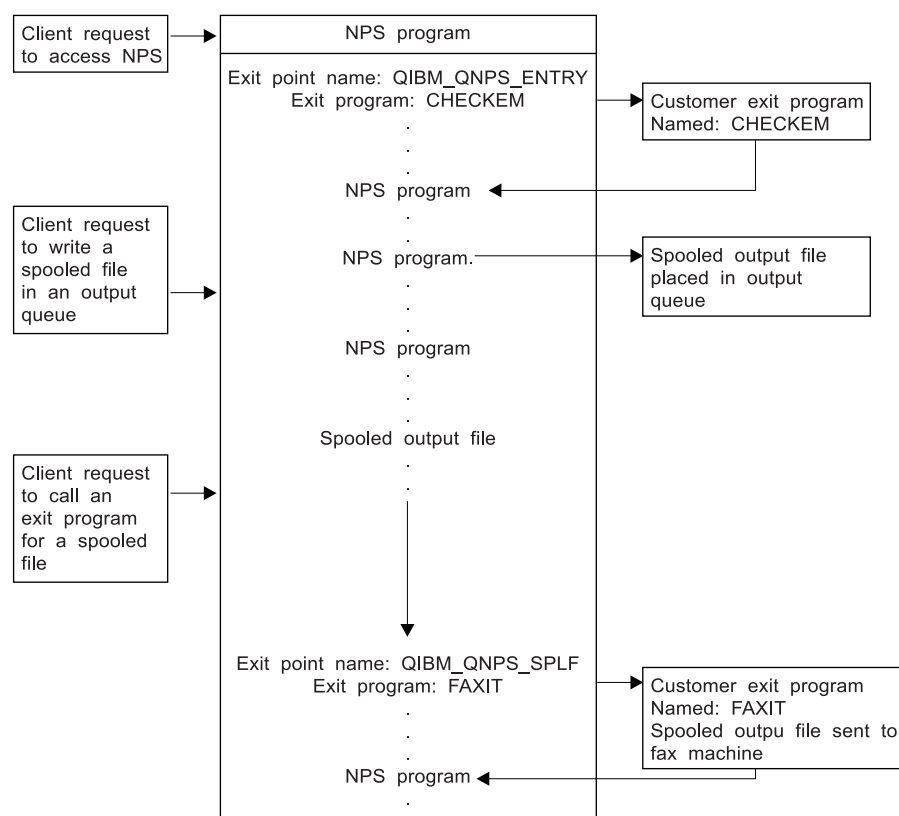 Client request
to access NPS
NPS program
Exit point name: QIBM_QNPS_ENTRY
Exit program: CHECKEM
Customer exit program
Named: CHECKEM
NPS program
Client request
to write a
spooled file
in an output
queue
NPS program.
Spooled output file
placed in output
queue
NPS program
Spooled output file
Client request
to call an
exit program
for a spooled
file
Exit point name: QIBM_QNPS_SPLF
Exit program: FAXIT
Customer exit program
Named: FAXIT
Spooled outpu file sent to
fax machine
NPS program